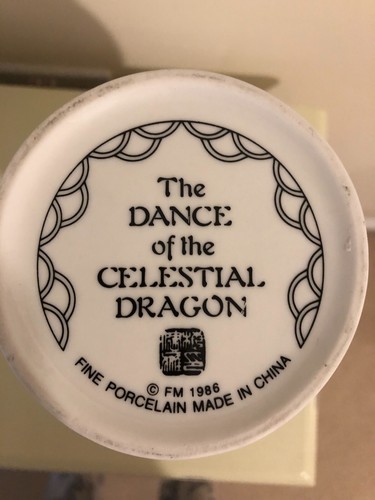 The
DANCE
of the
CELESTIAL
DRAGON
© FM 1986
FINE PORCELAIN MADE IN CHINA